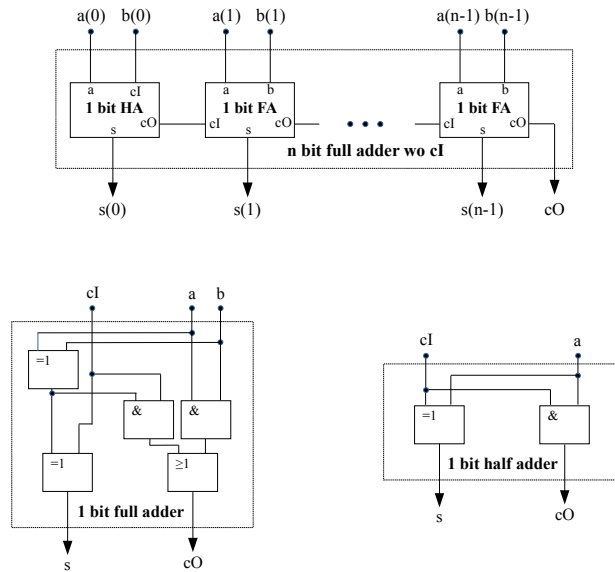 a(0) b(0) a(1) b(1) a(n-1) b(n-1)
a cI a b a b
1 bit HA 1 bit FA 1 bit FA
s cO cI s cO cI s cO
n bit full adder wo cI
s(0) s(1) s(n-1) cO
cI a b
cI a
=1
& &
=1 &
=1 ≥1
1 bit half adder
1 bit full adder
s cO
s cO